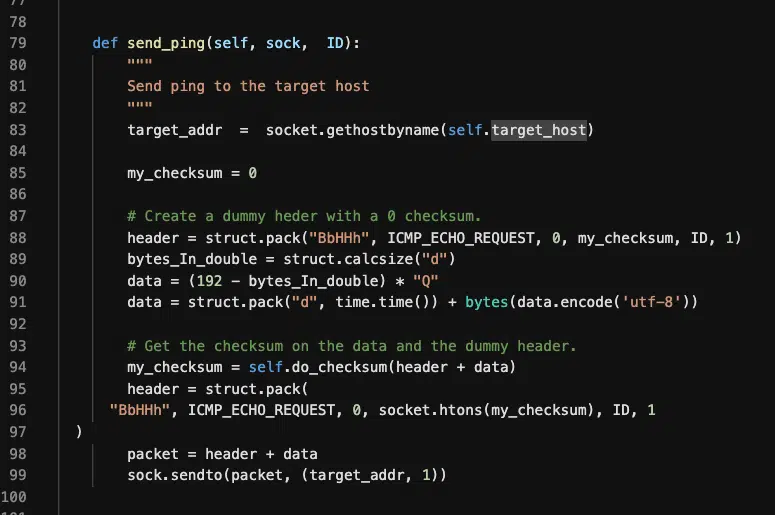 77
78
79 def send_ping(self, sock,  ID):
80 """
81 Send ping to the target host
82 """
83 target_addr  =  socket.gethostbyname(self.target_host)
84
85 my_checksum = 0
86
87 # Create a dummy heder with a 0 checksum.
88 header = struct.pack("BbHHh", ICMP_ECHO_REQUEST, 0, my_checksum, ID, 1)
89 bytes_In_double = struct.calcsize("d")
90 data = (192 - bytes_In_double) * "Q"
91 data = struct.pack("d", time.time()) + bytes(data.encode('utf-8'))
92
93 # Get the checksum on the data and the dummy header.
94 my_checksum = self.do_checksum(header + data)
95 header = struct.pack(
96 "BbHHh", ICMP_ECHO_REQUEST, 0, socket.htons(my_checksum), ID, 1
97 )
98 packet = header + data
99 sock.sendto(packet, (target_addr, 1))
100
101